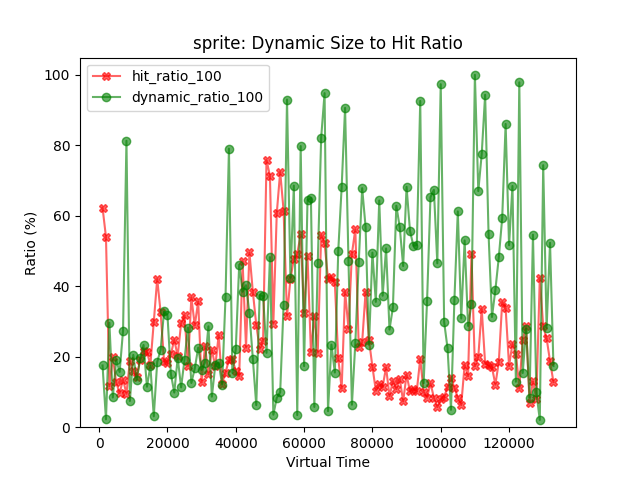 sprite: Dynamic Size to Hit Ratio
hit_ratio_100
dynamic_ratio_100
Ratio (%)
100
80
60
40
20
0
0 20000 40000 60000 80000 100000 120000
Virtual Time